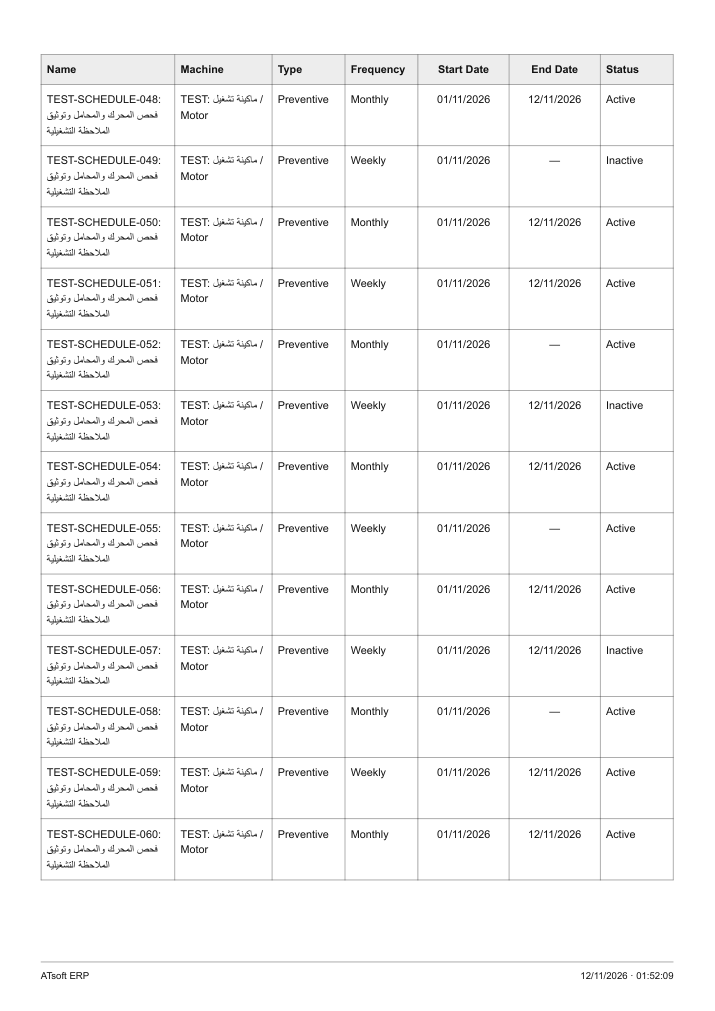 Name Machine Type Frequency Start Date End Date Status
TEST-SCHEDULE-048: TEST: ماكينة تشغيل / Preventive Monthly 01/11/2026 12/11/2026 Active
فحص المحرك والمحامل وتوثيق Motor
الملاحظة التشغيلية
TEST-SCHEDULE-049: TEST: ماكينة تشغيل / Preventive Weekly 01/11/2026 — Inactive
فحص المحرك والمحامل وتوثيق Motor
الملاحظة التشغيلية
TEST-SCHEDULE-050: TEST: ماكينة تشغيل / Preventive Monthly 01/11/2026 12/11/2026 Active
فحص المحرك والمحامل وتوثيق Motor
الملاحظة التشغيلية
TEST-SCHEDULE-051: TEST: ماكينة تشغيل / Preventive Weekly 01/11/2026 12/11/2026 Active
فحص المحرك والمحامل وتوثيق Motor
الملاحظة التشغيلية
TEST-SCHEDULE-052: TEST: ماكينة تشغيل / Preventive Monthly 01/11/2026 — Active
فحص المحرك والمحامل وتوثيق Motor
الملاحظة التشغيلية
TEST-SCHEDULE-053: TEST: ماكينة تشغيل / Preventive Weekly 01/11/2026 12/11/2026 Inactive
فحص المحرك والمحامل وتوثيق Motor
الملاحظة التشغيلية
TEST-SCHEDULE-054: TEST: ماكينة تشغيل / Preventive Monthly 01/11/2026 12/11/2026 Active
فحص المحرك والمحامل وتوثيق Motor
الملاحظة التشغيلية
TEST-SCHEDULE-055: TEST: ماكينة تشغيل / Preventive Weekly 01/11/2026 — Active
فحص المحرك والمحامل وتوثيق Motor
الملاحظة التشغيلية
TEST-SCHEDULE-056: TEST: ماكينة تشغيل / Preventive Monthly 01/11/2026 12/11/2026 Active
فحص المحرك والمحامل وتوثيق Motor
الملاحظة التشغيلية
TEST-SCHEDULE-057: TEST: ماكينة تشغيل / Preventive Weekly 01/11/2026 12/11/2026 Inactive
فحص المحرك والمحامل وتوثيق Motor
الملاحظة التشغيلية
TEST-SCHEDULE-058: TEST: ماكينة تشغيل / Preventive Monthly 01/11/2026 — Active
فحص المحرك والمحامل وتوثيق Motor
الملاحظة التشغيلية
TEST-SCHEDULE-059: TEST: ماكينة تشغيل / Preventive Weekly 01/11/2026 12/11/2026 Active
فحص المحرك والمحامل وتوثيق Motor
الملاحظة التشغيلية
TEST-SCHEDULE-060: TEST: ماكينة تشغيل / Preventive Monthly 01/11/2026 12/11/2026 Active
فحص المحرك والمحامل وتوثيق Motor
الملاحظة التشغيلية
ATsoft ERP 12/11/2026 · 01:52:09